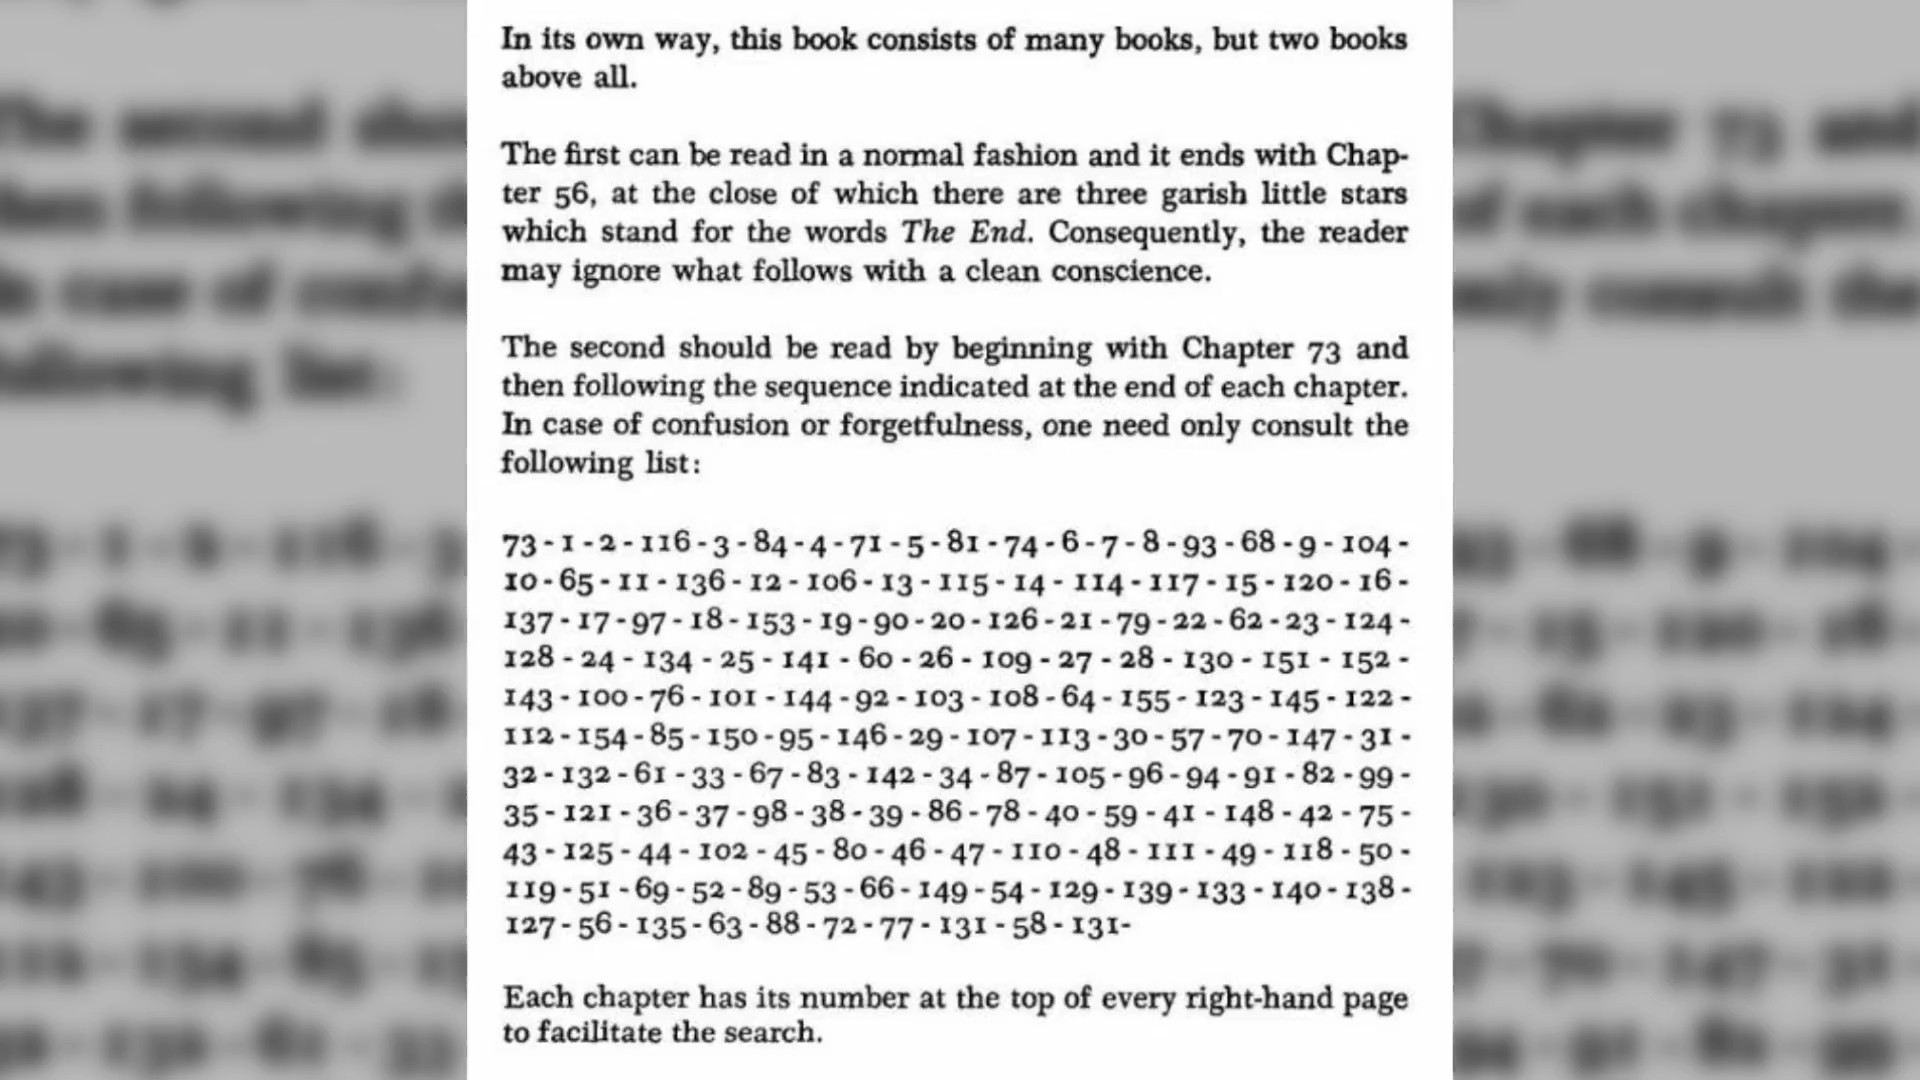 In its own way, this book consists of many books, but two books
above all.
The first can be read in a normal fashion and it ends with Chap-
ter 56, at the close of which there are three garish little stars
which stand for the words The End. Consequently, the reader
may ignore what follows with a clean conscience.
The second should be read by beginning with Chapter 73 and
then following the sequence indicated at the end of each chapter.
In case of confusion or forgetfulness, one need only consult the
following list:
73 - 1 - 2 - 116 - 3 - 84 - 4 - 71 - 5 - 81 - 74 - 6 - 7 - 8 - 93 - 68 - 9 - 104 -
10 - 65 - 11 - 136 - 12 - 106 - 13 - 115 - 14 - 114 - 117 - 15 - 120 - 16 -
137 - 17 - 97 - 18 - 153 - 19 - 90 - 20 - 126 - 21 - 79 - 22 - 62 - 23 - 124 -
128 - 24 - 134 - 25 - 141 - 60 - 26 - 109 - 27 - 28 - 130 - 151 - 152 -
143 - 100 - 76 - 101 - 144 - 92 - 103 - 108 - 64 - 155 - 123 - 145 - 122 -
112 - 154 - 85 - 150 - 95 - 146 - 29 - 107 - 113 - 30 - 57 - 70 - 147 - 31 -
32 - 132 - 61 - 33 - 67 - 83 - 142 - 34 - 87 - 105 - 96 - 94 - 91 - 82 - 99 -
35 - 121 - 36 - 37 - 98 - 38 - 39 - 86 - 78 - 40 - 59 - 41 - 148 - 42 - 75 -
43 - 125 - 44 - 102 - 45 - 80 - 46 - 47 - 110 - 48 - 111 - 49 - 118 - 50 -
119 - 51 - 69 - 52 - 89 - 53 - 66 - 149 - 54 - 129 - 139 - 133 - 140 - 138 -
127 - 56 - 135 - 63 - 88 - 72 - 77 - 131 - 58 - 131-
Each chapter has its number at the top of every right-hand page
to facilitate the search.